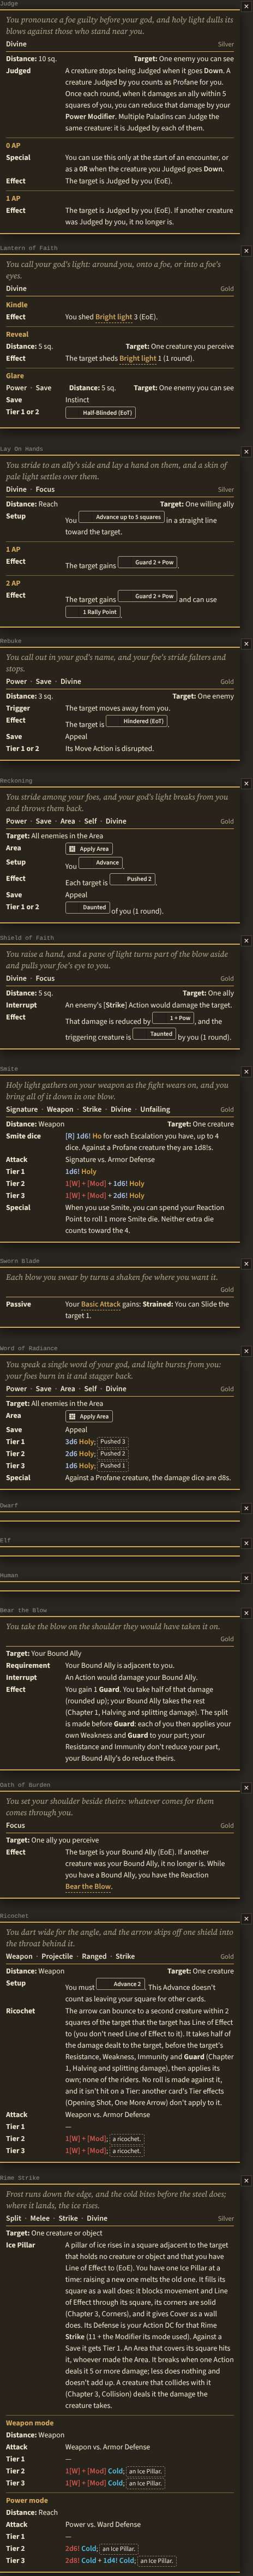 Judge
You pronounce a foe guilty before your god, and holy light dulls its
blows against those who stand near you.
Divine Silver
Distance: 10 sq. Target: One enemy you can see
Judged A creature stops being Judged when it goes Down. A
creature Judged by you counts as Profane for you.
Once each round, when it damages an ally within 5
squares of you, you can reduce that damage by your
Power Modifier. Multiple Paladins can Judge the
same creature: it is Judged by each of them.
0 AP
Special You can use this only at the start of an encounter, or
as a 0R when the creature you Judged goes Down.
Effect The target is Judged by you (EoE).
1 AP
Effect The target is Judged by you (EoE). If another creature
was Judged by you, it no longer is.
Lantern of Faith
You call your god's light: around you, onto a foe, or into a foe's
eyes.
Divine Gold
Kindle
Effect You shed Bright light 3 (EoE).
Reveal
Distance: 5 sq. Target: One creature you perceive
Effect The target sheds Bright light 1 (1 round).
Glare
Power · Save Distance: 5 sq. Target: One enemy you can see
Save Instinct
Tier 1 or 2 Half-Blinded (EoT)
Lay On Hands
You stride to an ally's side and lay a hand on them, and a skin of
pale light settles over them.
Divine · Focus Silver
Distance: Reach Target: One willing ally
Setup You Advance up to 5 squares in a straight line
toward the target.
1 AP
Effect The target gains Guard 2 + Pow.
2 AP
Effect The target gains Guard 2 + Pow and can use
1 Rally Point.
Rebuke
You call out in your god's name, and your foe's stride falters and
stops.
Power · Save · Divine Gold
Distance: 3 sq. Target: One enemy
Trigger The target moves away from you.
Effect The target is Hindered (EoT).
Save Appeal
Tier 1 or 2 Its Move Action is disrupted.
Reckoning
You stride among your foes, and your god's light breaks from you
and throws them back.
Power · Save · Area · Self · Divine Gold
Target: All enemies in the Area
Area Apply Area
Setup You Advance.
Effect Each target is Pushed 2.
Save Appeal
Tier 1 or 2 Daunted of you (1 round).
Shield of Faith
You raise a hand, and a pane of light turns part of the blow aside
and pulls your foe's eye to you.
Divine · Focus Gold
Distance: 5 sq. Target: One ally
Interrupt An enemy's [Strike] Action would damage the target.
Effect That damage is reduced by 1 + Pow, and the
triggering creature is Taunted by you (1 round).
Smite
Holy light gathers on your weapon as the fight wears on, and you
bring all of it down in one blow.
Signature · Weapon · Strike · Divine · Unfailing Gold
Distance: Weapon Target: One creature
Smite dice [R] 1d6! Ho for each Escalation you have, up to 4
dice. Against a Profane creature they are 1d8!s.
Attack Signature vs. Armor Defense
Tier 1 1d6! Holy
Tier 2 1[W] + [Mod] + 1d6! Holy
Tier 3 1[W] + [Mod] + 2d6! Holy
Special When you use Smite, you can spend your Reaction
Point to roll 1 more Smite die. Neither extra die
counts toward the 4.
Sworn Blade
Each blow you swear by turns a shaken foe where you want it.
Gold
Passive Your Basic Attack gains: Strained: You can Slide the
target 1.
Word of Radiance
You speak a single word of your god, and light bursts from you:
your foes burn in it and stagger back.
Power · Save · Area · Self · Divine Gold
Target: All enemies in the Area
Area Apply Area
Save Appeal
Tier 1 3d6 Holy; Pushed 3
Tier 2 2d6 Holy; Pushed 2
Tier 3 1d6 Holy; Pushed 1
Special Against a Profane creature, the damage dice are d8s.
Dwarf
Elf
Human
Bear the Blow
You take the blow on the shoulder they would have taken it on.
Gold
Target: Your Bound Ally
Requirement Your Bound Ally is adjacent to you.
Interrupt An Action would damage your Bound Ally.
Effect You gain 1 Guard. You take half of that damage
(rounded up); your Bound Ally takes the rest
(Chapter 1, Halving and splitting damage). The split
is made before Guard: each of you then applies your
own Weakness and Guard to your part; your
Resistance and Immunity don't reduce your part,
your Bound Ally's do reduce theirs.
Oath of Burden
You set your shoulder beside theirs: whatever comes for them
comes through you.
Focus Gold
Target: One ally you perceive
Effect The target is your Bound Ally (EoE). If another
creature was your Bound Ally, it no longer is. While
you have a Bound Ally, you have the Reaction
Bear the Blow.
Ricochet
You dart wide for the angle, and the arrow skips off one shield into
the throat behind it.
Weapon · Projectile · Ranged · Strike Gold
Distance: Weapon Target: One creature
Setup You must Advance 2. This Advance doesn't
count as leaving your square for other cards.
Ricochet The arrow can bounce to a second creature within 2
squares of the target that the target has Line of Effect
to (you don't need Line of Effect to it). It takes half of
the damage dealt to the target, before the target's
Resistance, Weakness, Immunity and Guard (Chapter
1, Halving and splitting damage), then applies its
own; none of the riders. No roll is made against it,
and it isn't hit on a Tier: another card's Tier effects
(Opening Shot, One More Arrow) don't apply to it.
Attack Weapon vs. Armor Defense
Tier 1 —
Tier 2 1[W] + [Mod]; a ricochet.
Tier 3 1[W] + [Mod]; a ricochet.
Rime Strike
Frost runs down the edge, and the cold bites before the steel does;
where it lands, the ice rises.
Split · Melee · Strike · Divine Silver
Target: One creature or object
Ice Pillar A pillar of ice rises in a square adjacent to the target
that holds no creature or object and that you have
Line of Effect to (EoE). You have one Ice Pillar at a
time: raising a new one melts the old one. It fills its
square as a wall does: it blocks movement and Line
of Effect through its square, its corners are solid
(Chapter 3, Corners), and it gives Cover as a wall
does. Its Defense is your Action DC for that Rime
Strike (11 + the Modifier its mode used). Against a
Save it gets Tier 1. An Area that covers its square hits
it, whoever made the Area. It breaks when one Action
deals it 5 or more damage; less does nothing and
doesn't add up. A creature that collides with it
(Chapter 3, Collision) deals it the damage the
creature takes.
Weapon mode
Distance: Weapon
Attack Weapon vs. Armor Defense
Tier 1 —
Tier 2 1[W] + [Mod] Cold; an Ice Pillar.
Tier 3 1[W] + [Mod] Cold; an Ice Pillar.
Power mode
Distance: Reach
Attack Power vs. Ward Defense
Tier 1 —
Tier 2 2d6! Cold; an Ice Pillar.
Tier 3 2d8! Cold + 1d4! Cold; an Ice Pillar.